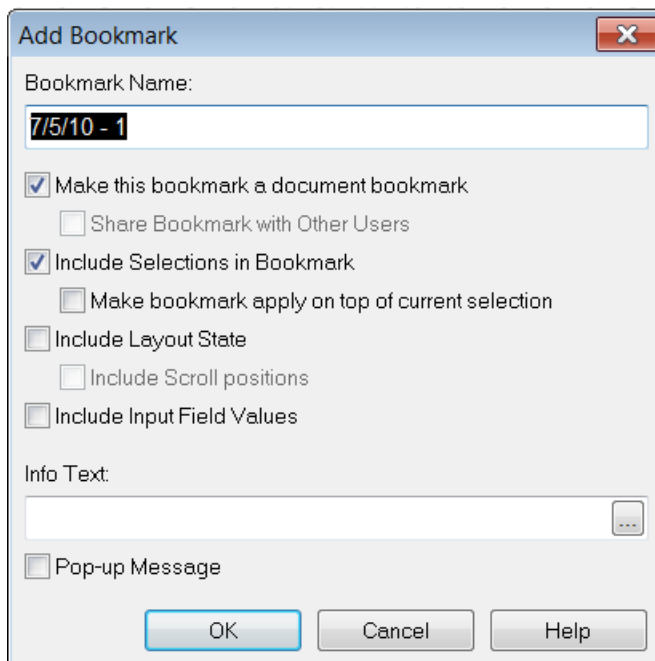 Add Bookmark
Bookmark Name:
7/5/10 - 1
Make this bookmark a document bookmark
Share Bookmark with Other Users
Include Selections in Bookmark
Make bookmark apply on top of current selection
Include Layout State
Include Scroll positions
Include Input Field Values
Info Text:
...
Pop-up Message
OK Cancel Help